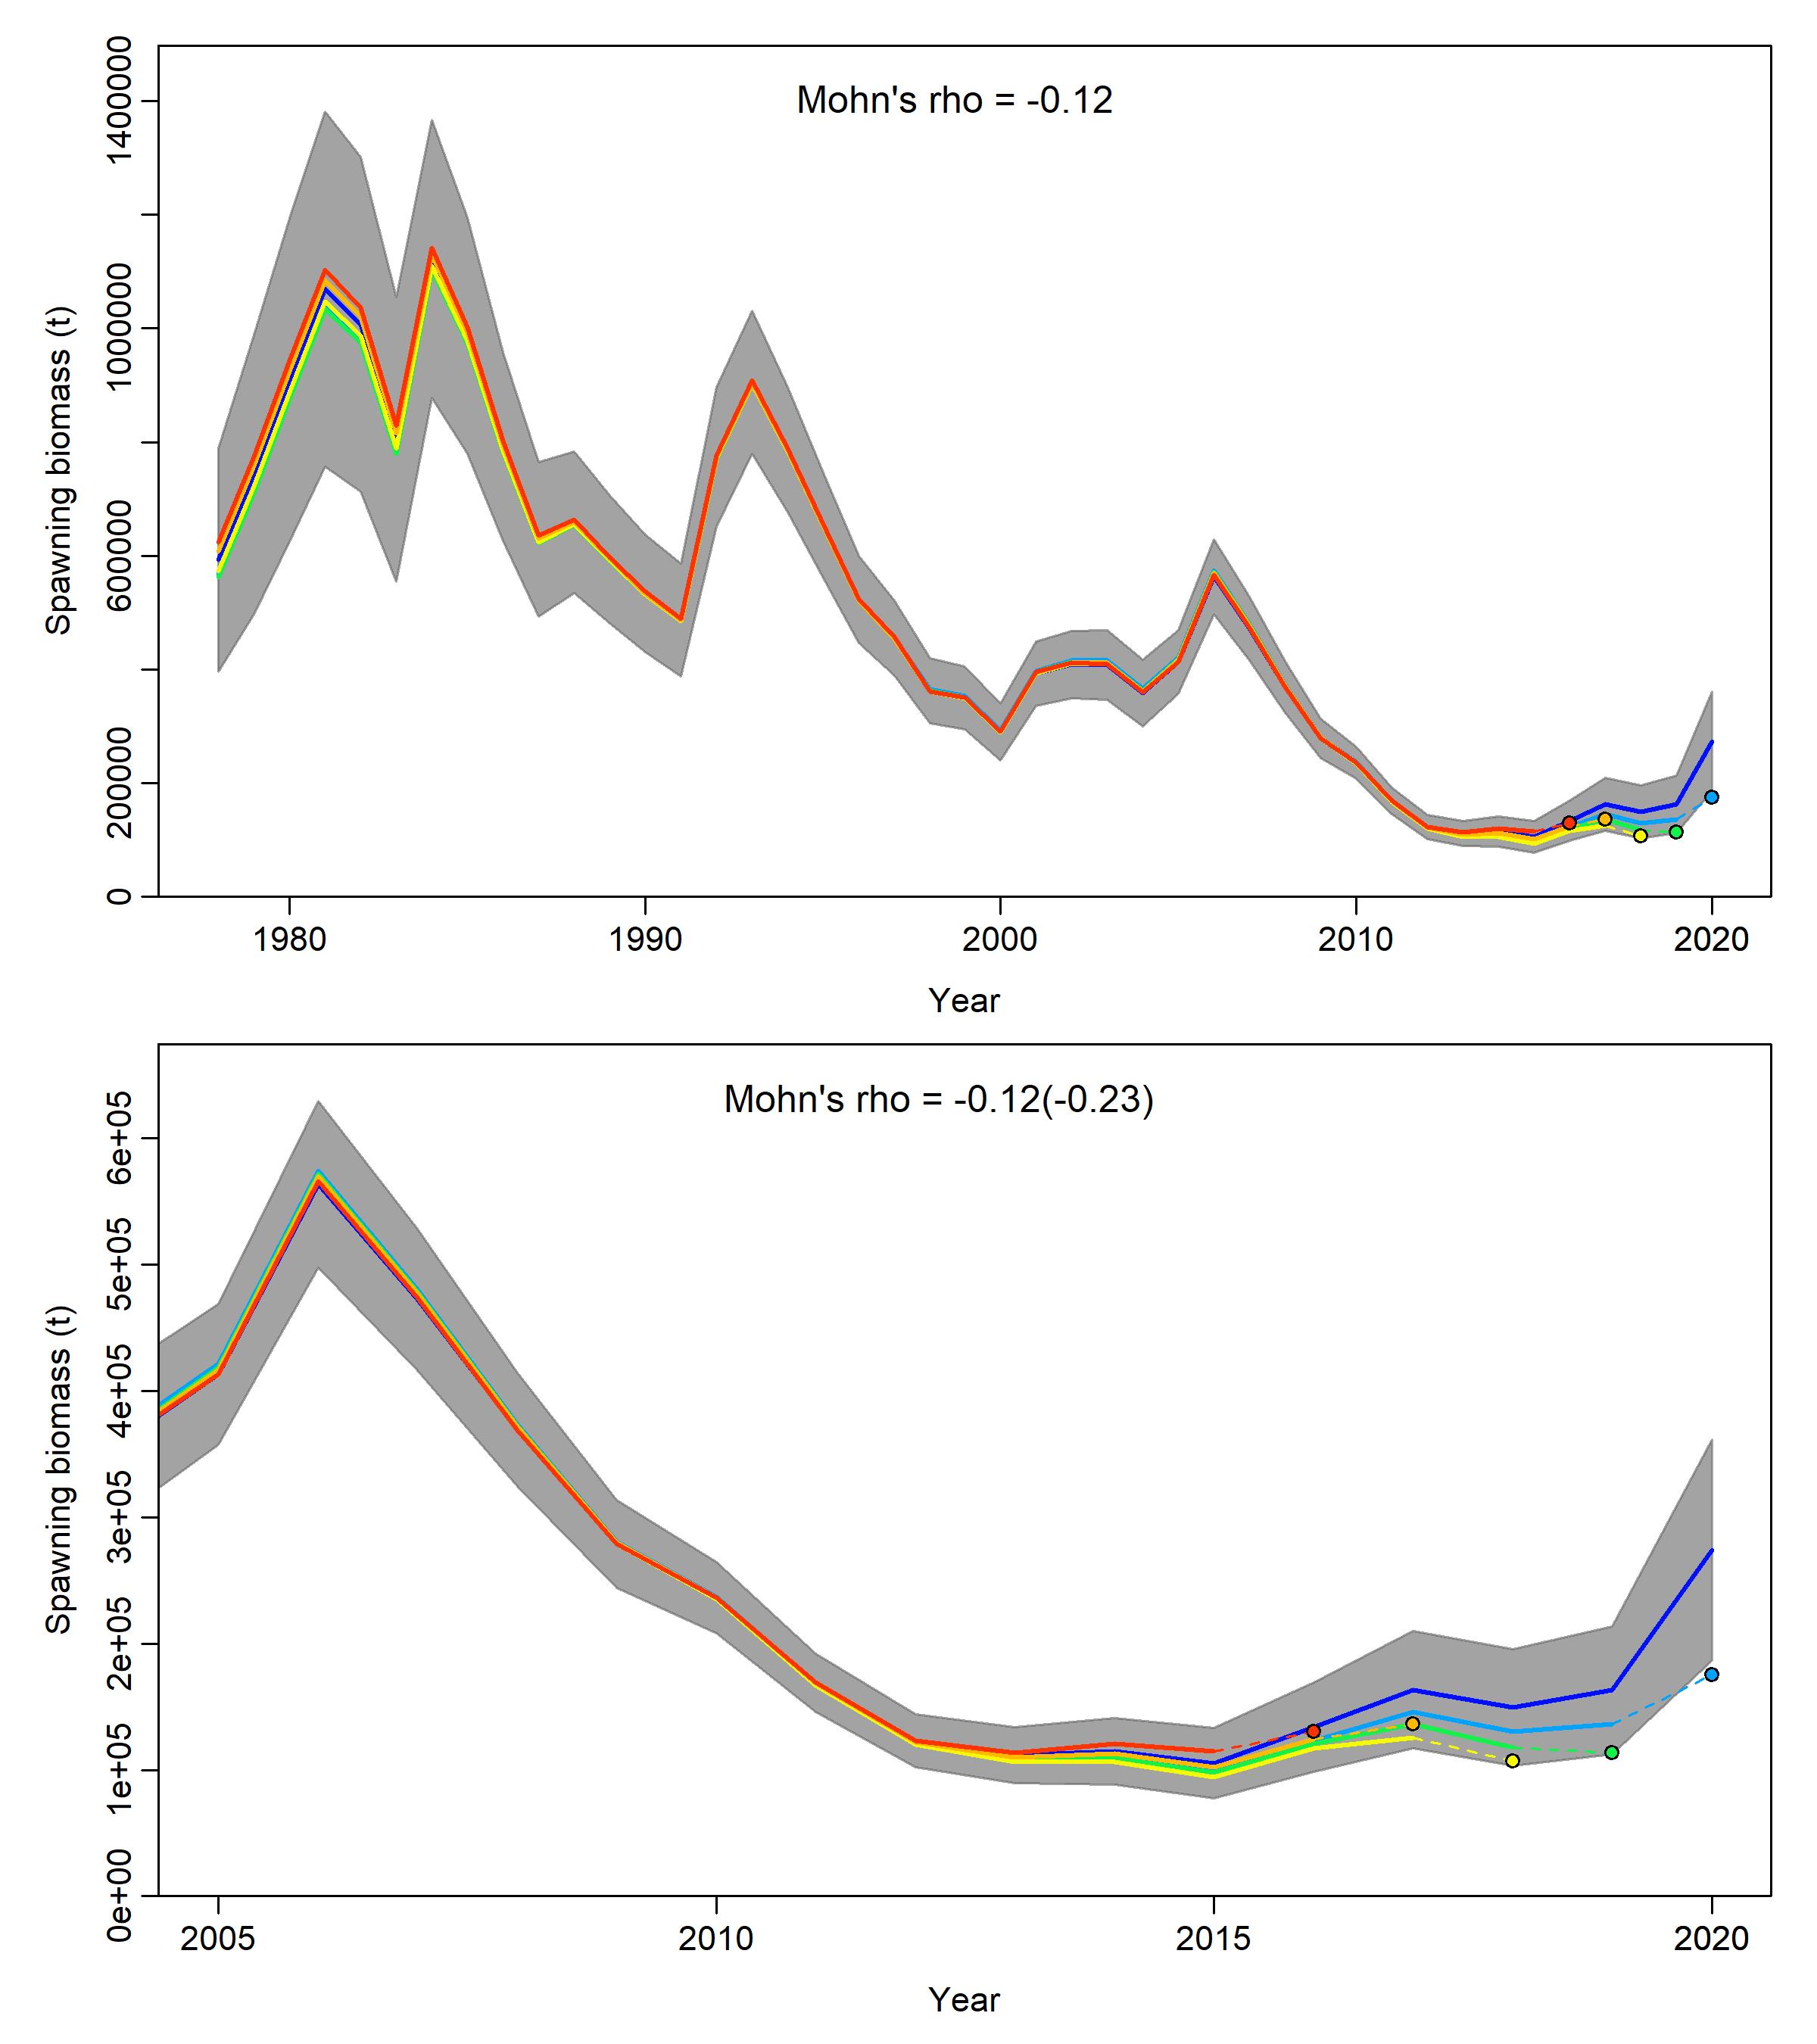 Mohn's rho = -0.12
Spawning biomass (t)
1400000
1000000
600000
200000
0
1980 1990 2000 2010 2020
Year
Mohn's rho = -0.12(-0.23)
Spawning biomass (t)
6e+05
5e+05
4e+05
3e+05
2e+05
1e+05
0e+00
2005 2010 2015 2020
Year